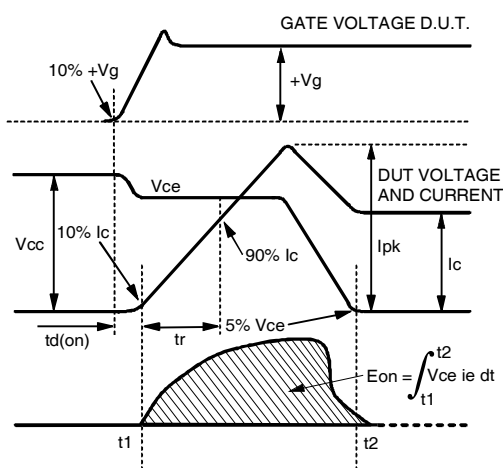 GATE VOLTAGE D.U.T.
10% +Vg
+Vg
DUT VOLTAGE
AND CURRENT
Vce
Vcc
10% Ic
90% Ic
Ipk
Ic
td(on)
tr
5% Vce
t2
Eon = ∫ Vce ie dt
t1
t1
t2